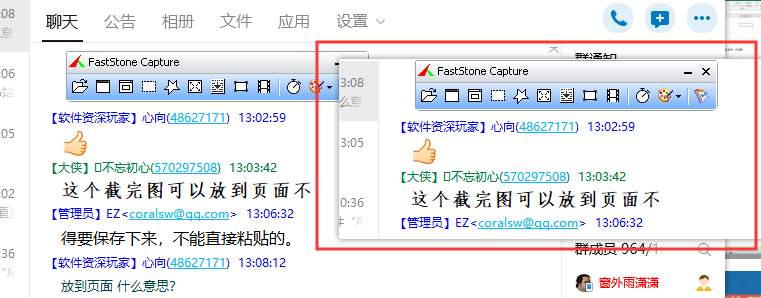 聊天 公告 相册 文件 应用 设置
FastStone Capture
【软件资深玩家】心向(48627171) 13:02:59
【大侠】不忘初心(570297508) 13:03:42
这个截完图可以放到页面不
【管理员】EZ<coralsw@qq.com> 13:06:32
得要保存下来，不能直接粘贴的。
【软件资深玩家】心向(48627171) 13:08:12
放到页面 什么意思?
:08
:06
站
:05
:36
群通知
FastStone Capture
3:08
么意
3:05
0:36
【软件资深玩家】心向(48627171) 13:02:59
【大侠】不忘初心(570297508) 13:03:42
这个截完图可以放到页面不
【管理员】EZ<coralsw@qq.com> 13:06:32
群成员 964/1
窗外雨潇潇